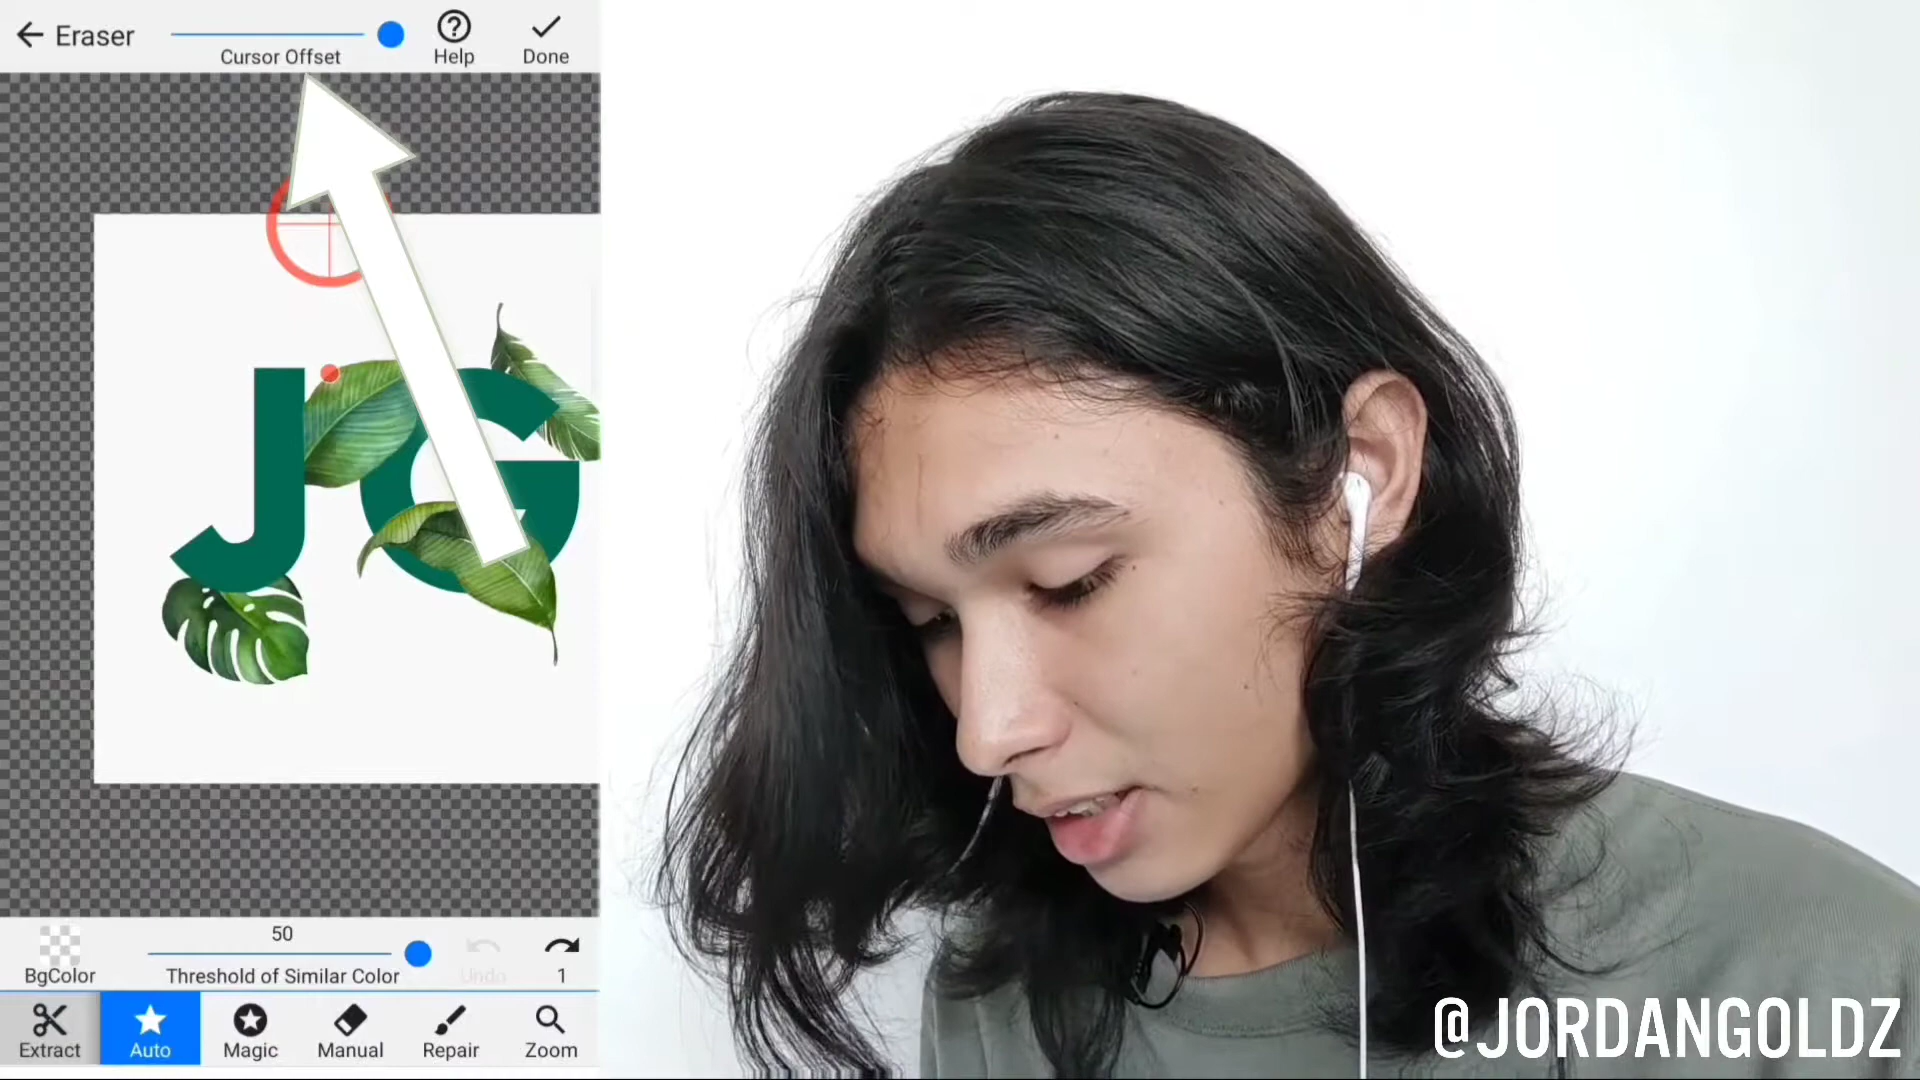 Eraser
Cursor Offset
Help
Done
JG
50
BgColor
Threshold of Similar Color
Undo
1
Extract
Auto
Magic
Manual
Repair
Zoom
@JORDANGOLDZ